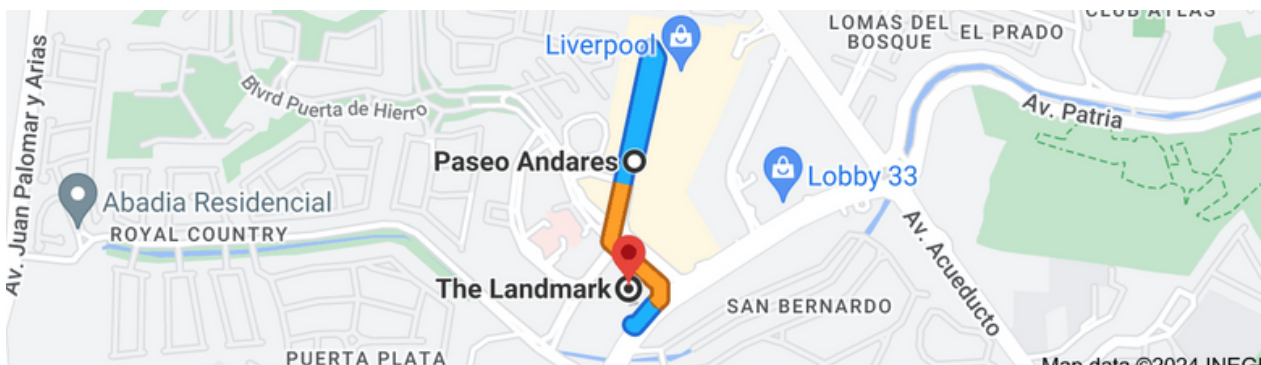 CLUB ATLAS
LOMAS DEL
BOSQUE
EL PRADO
Liverpool
Av. Juan Palomar y Arias
Blvrd Puerta de Hierro
Av. Patria
Paseo Andares
Lobby 33
Abadia Residencial
ROYAL COUNTRY
Av. Acueducto
The Landmark
SAN BERNARDO
PUERTA PLATA
Map data ©2024 INEGI